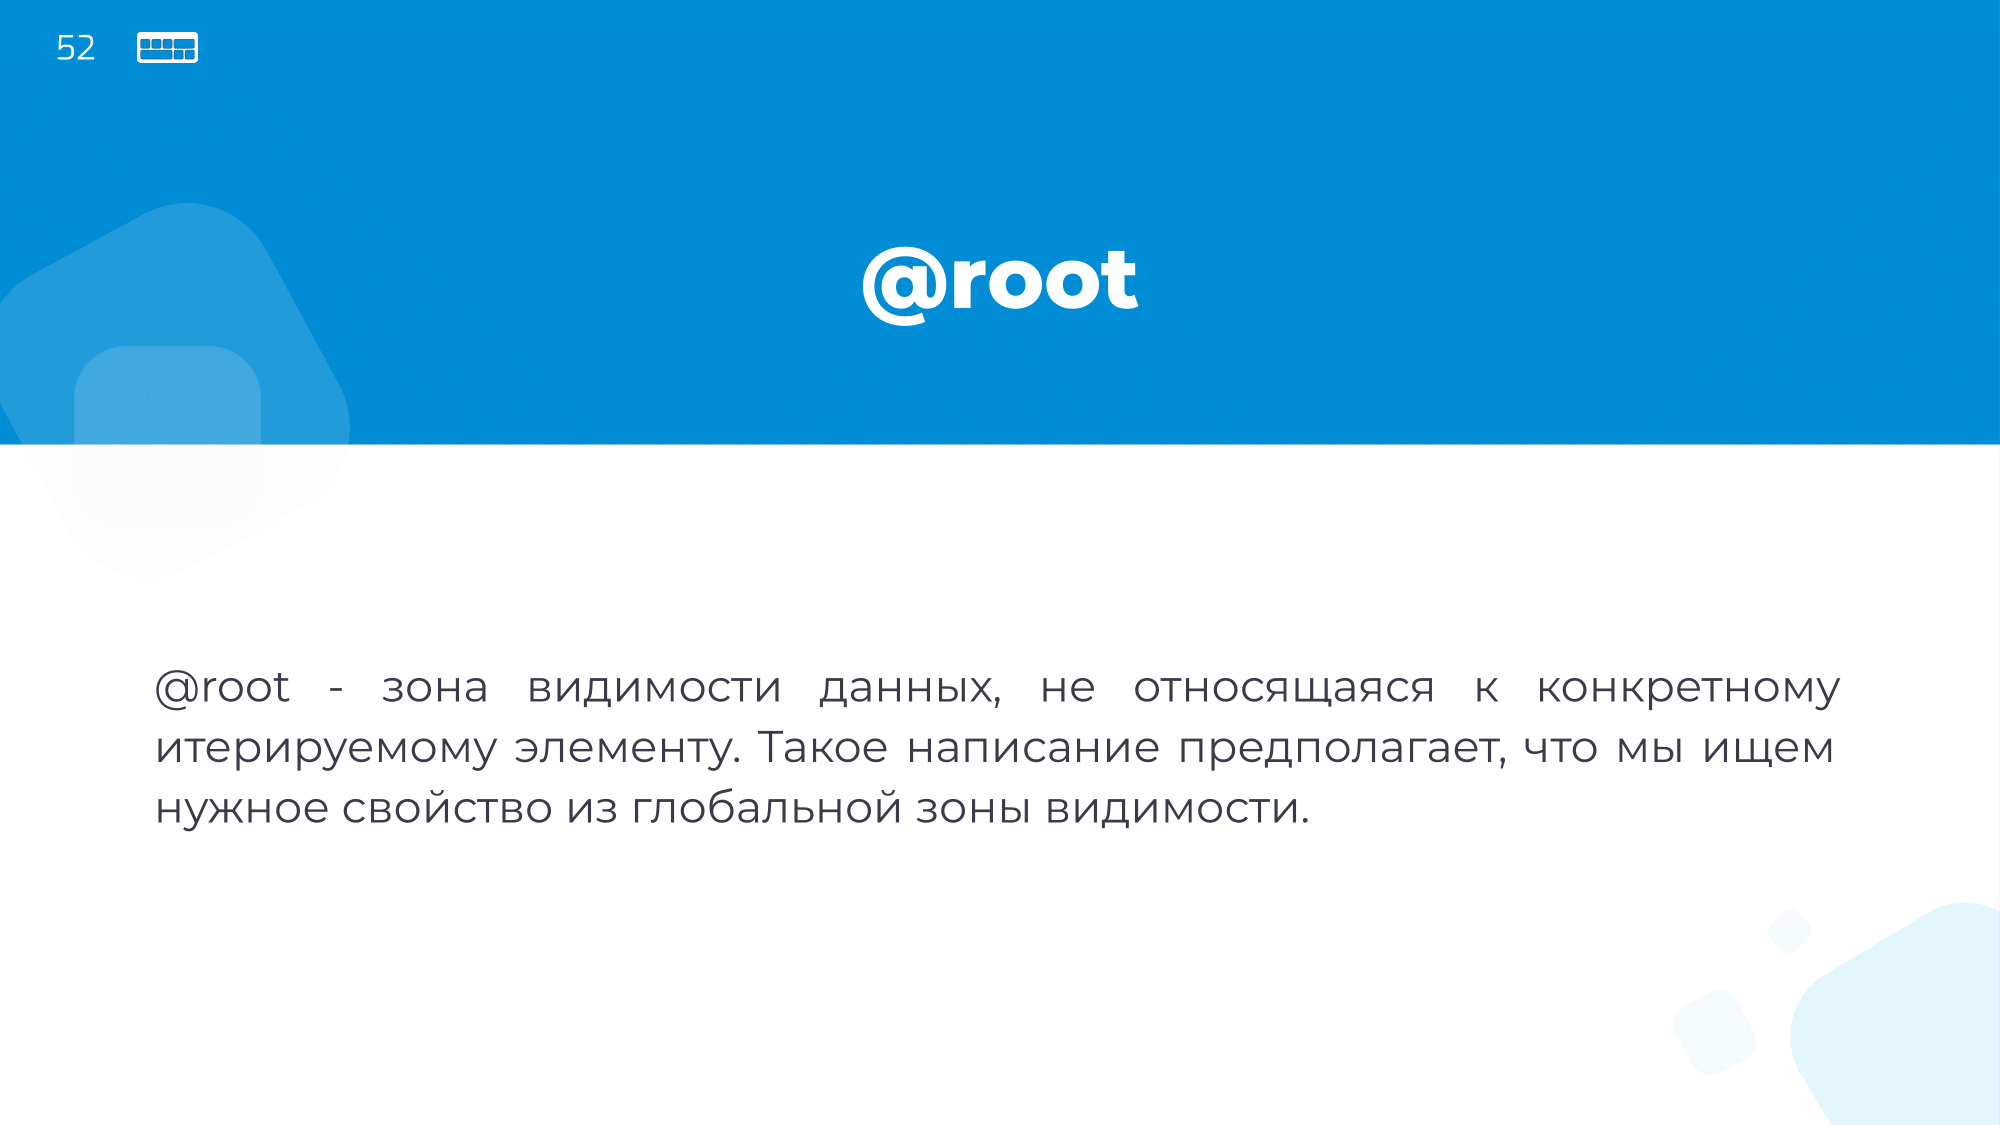 52
@root
@root - зона видимости данных, не относящаяся к конкретному
итерируемому элементу. Такое написание предполагает, что мы ищем
нужное свойство из глобальной зоны видимости.